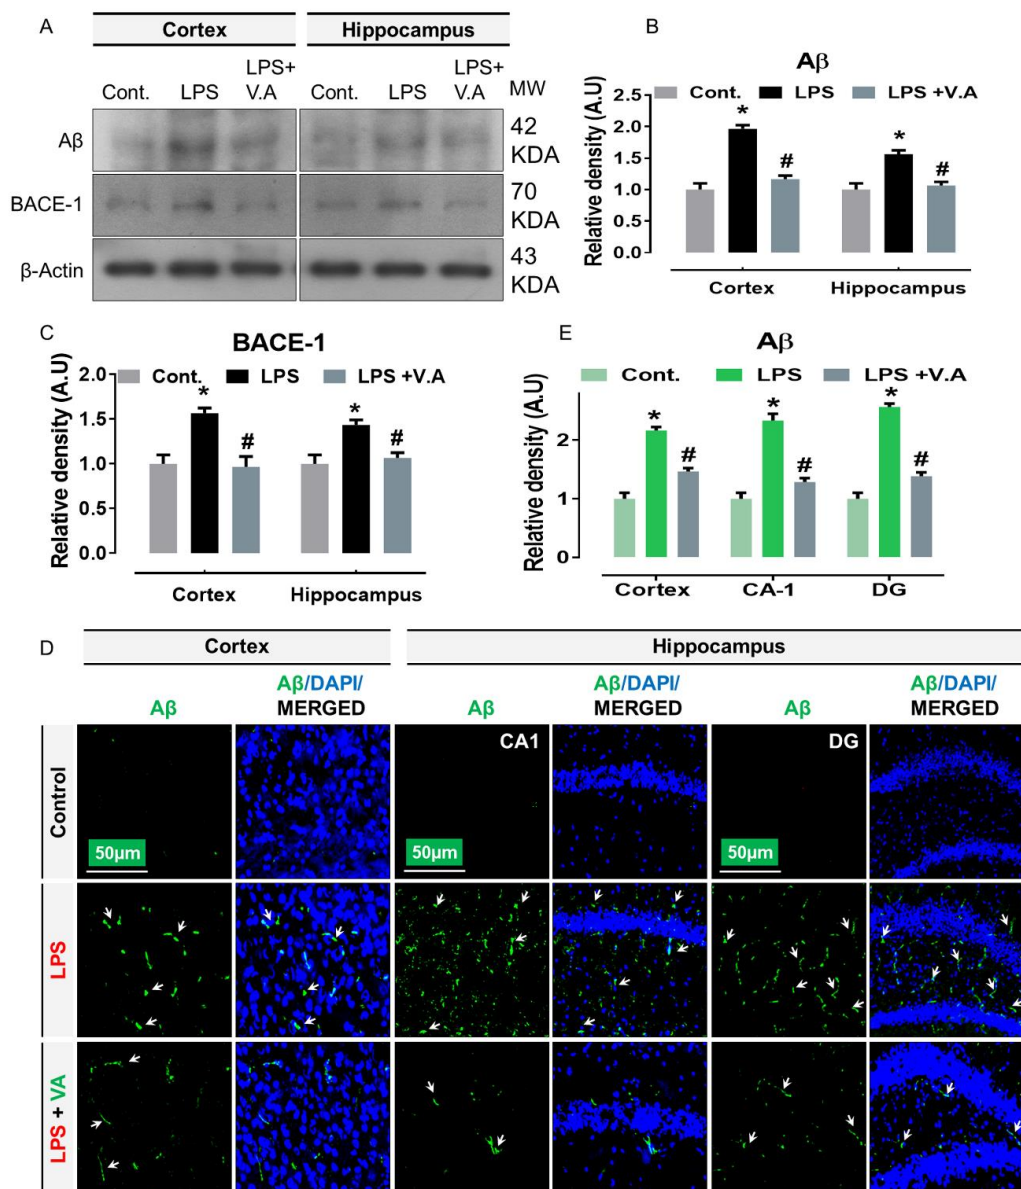 A
Cortex
Hippocampus
Cont.
LPS
LPS+
V.A
Cont.
LPS
LPS+
V.A
MW
Aβ
42
KDA
BACE-1
70
KDA
β-Actin
43
KDA
B
Aβ
Cont.
LPS
LPS +V.A
Relative density (A.U)
2.5
2.0
1.5
1.0
0.5
0.0
*
#
*
#
Cortex
Hippocampus
C
BACE-1
Cont.
LPS
LPS +V.A
Relative density (A.U)
2.0
1.5
1.0
0.5
0.0
*
#
*
#
Cortex
Hippocampus
E
Aβ
Cont.
LPS
LPS +V.A
Relative density (A.U)
2
1
0
*
#
*
#
*
#
Cortex
CA-1
DG
D
Cortex
Hippocampus
Aβ
Aβ/DAPI/
MERGED
Aβ
Aβ/DAPI/
MERGED
Aβ
Aβ/DAPI/
MERGED
Control
CA1
DG
50μm
50μm
50μm
LPS
LPS + VA